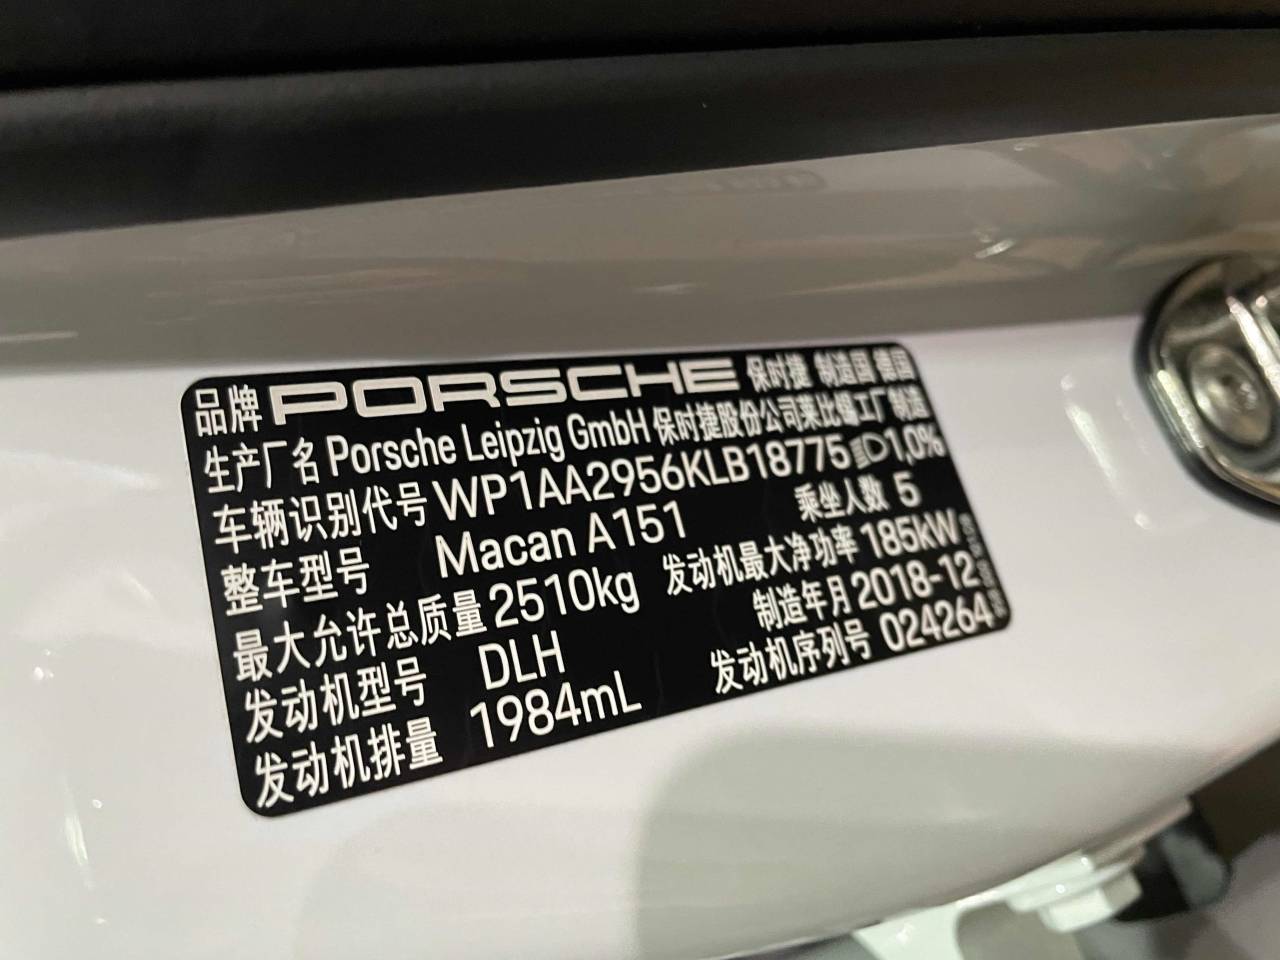 品牌 PORSCHE 保时捷 制造国 德国
生产厂名 Porsche Leipzig GmbH 保时捷股份公司莱比锡工厂制造
车辆识别代号 WP1AA2956KLB18775 1,0%
整车型号 Macan A151 乘坐人数 5
最大允许总质量 2510kg 发动机最大净功率 185kW
发动机型号 DLH 制造年月 2018-12
发动机排量 1984mL 发动机序列号 024264